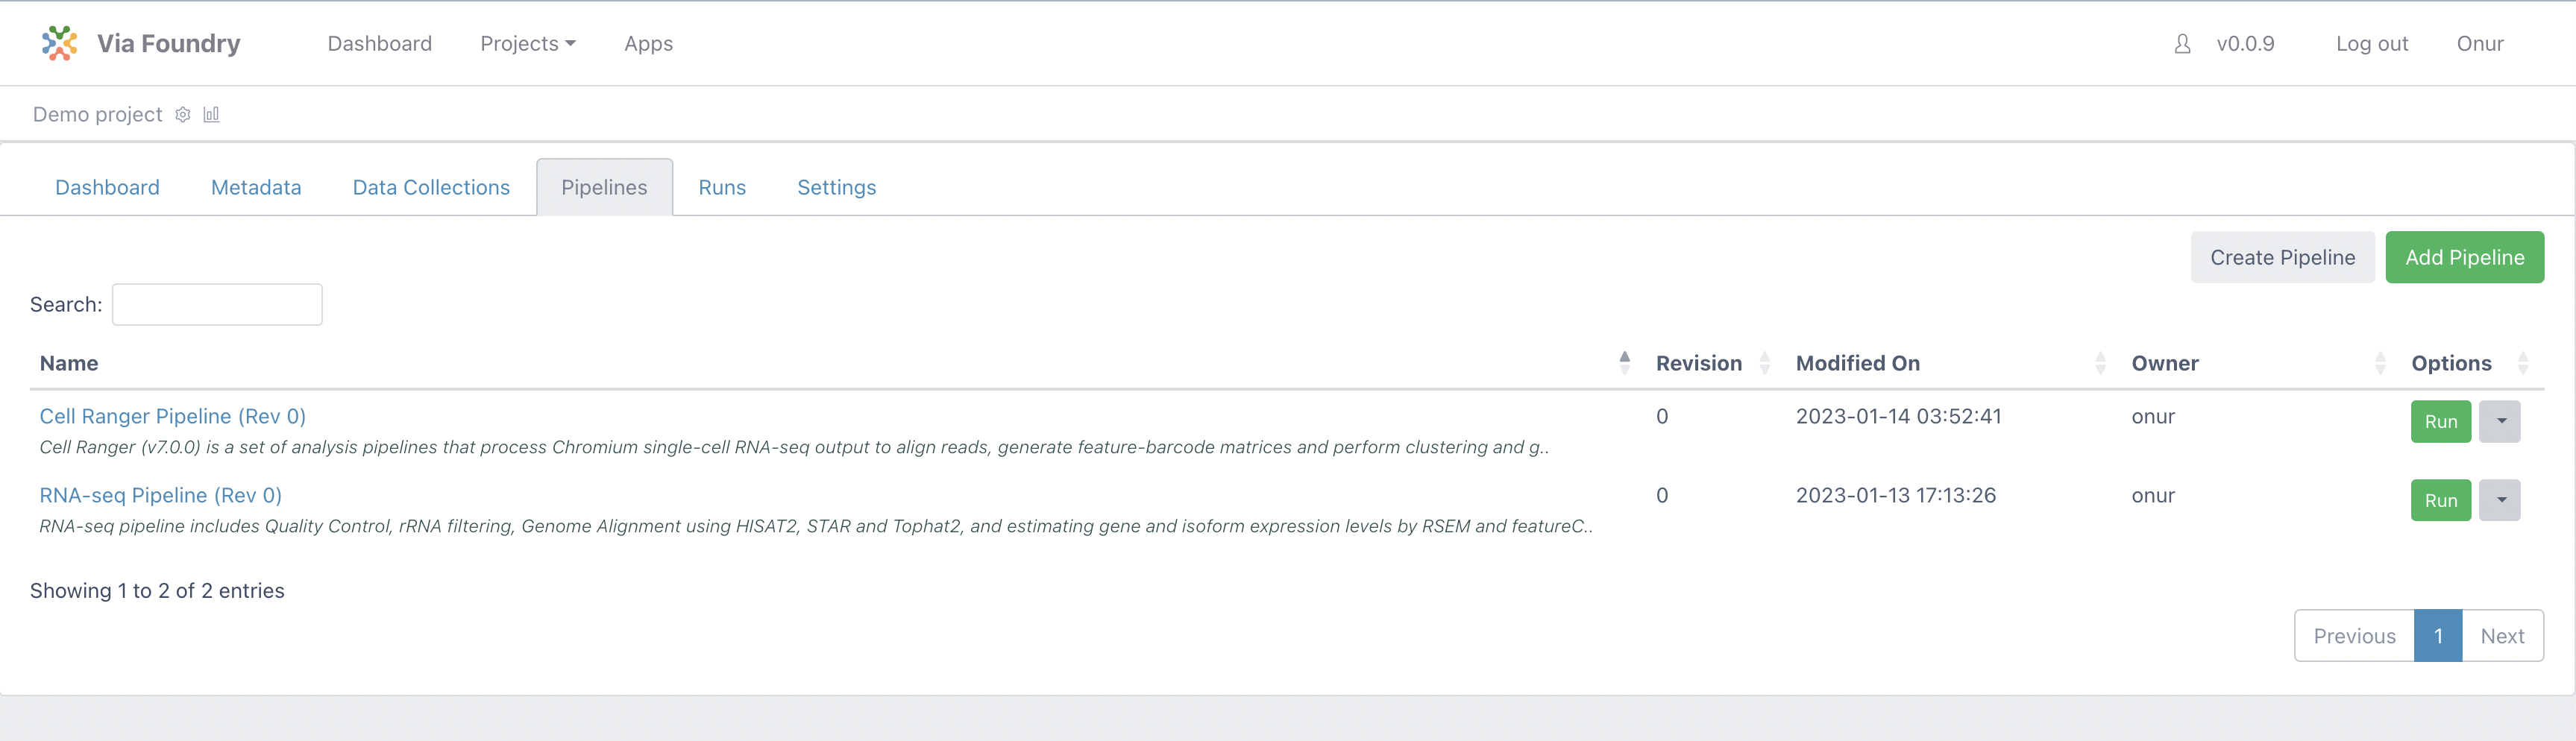 Via Foundry Dashboard Projects Apps v0.0.9 Log out Onur
Demo project
Dashboard Metadata Data Collections Pipelines Runs Settings
Create Pipeline Add Pipeline
Search:
Name Revision Modified On Owner Options
Cell Ranger Pipeline (Rev 0) 0 2023-01-14 03:52:41 onur Run
Cell Ranger (v7.0.0) is a set of analysis pipelines that process Chromium single-cell RNA-seq output to align reads, generate feature-barcode matrices and perform clustering and g..
RNA-seq Pipeline (Rev 0) 0 2023-01-13 17:13:26 onur Run
RNA-seq pipeline includes Quality Control, rRNA filtering, Genome Alignment using HISAT2, STAR and Tophat2, and estimating gene and isoform expression levels by RSEM and featureC..
Showing 1 to 2 of 2 entries
Previous 1 Next